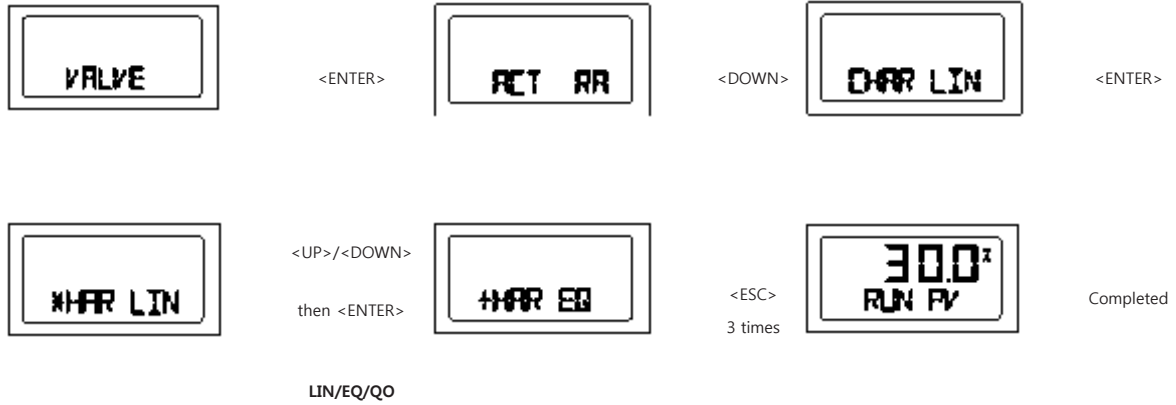 VALVE
<ENTER>
ACT RA
<DOWN>
CHAR LIN
<ENTER>
*HAR LIN
<UP>/<DOWN>
then <ENTER>
+HAR EQ
<ESC>
3 times
30.0%
RUN PV
Completed
LIN/EQ/QO